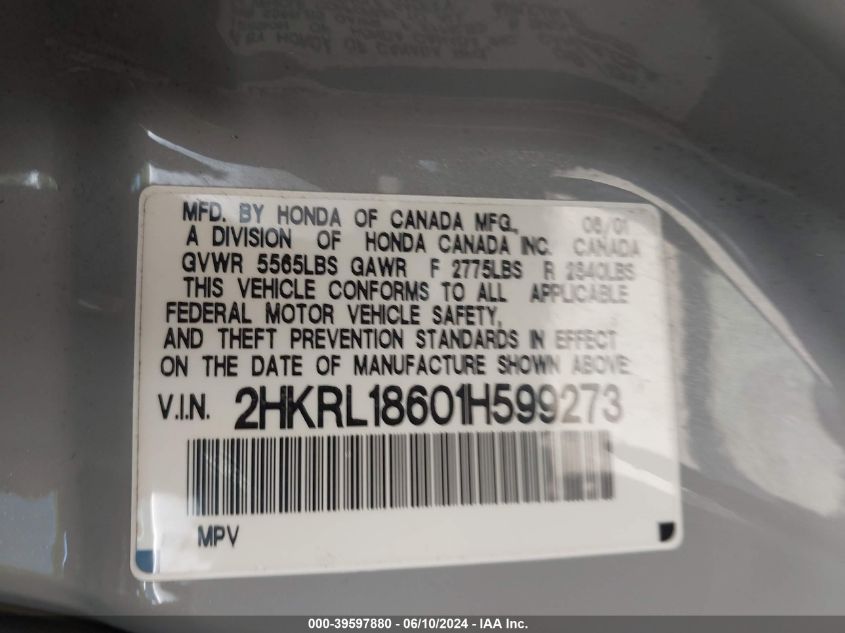 MFD. BY HONDA OF CANADA MFG., 08/01
A DIVISION OF HONDA CANADA INC. CANADA
GVWR 5565LBS GAWR F 2775LBS R 2840LBS
THIS VEHICLE CONFORMS TO ALL APPLICABLE
FEDERAL MOTOR VEHICLE SAFETY,
AND THEFT PREVENTION STANDARDS IN EFFECT
ON THE DATE OF MANUFACTURE SHOWN ABOVE.
V.I.N. 2HKRL18601H599273
MPV
000-39597880 - 06/10/2024 - IAA Inc.